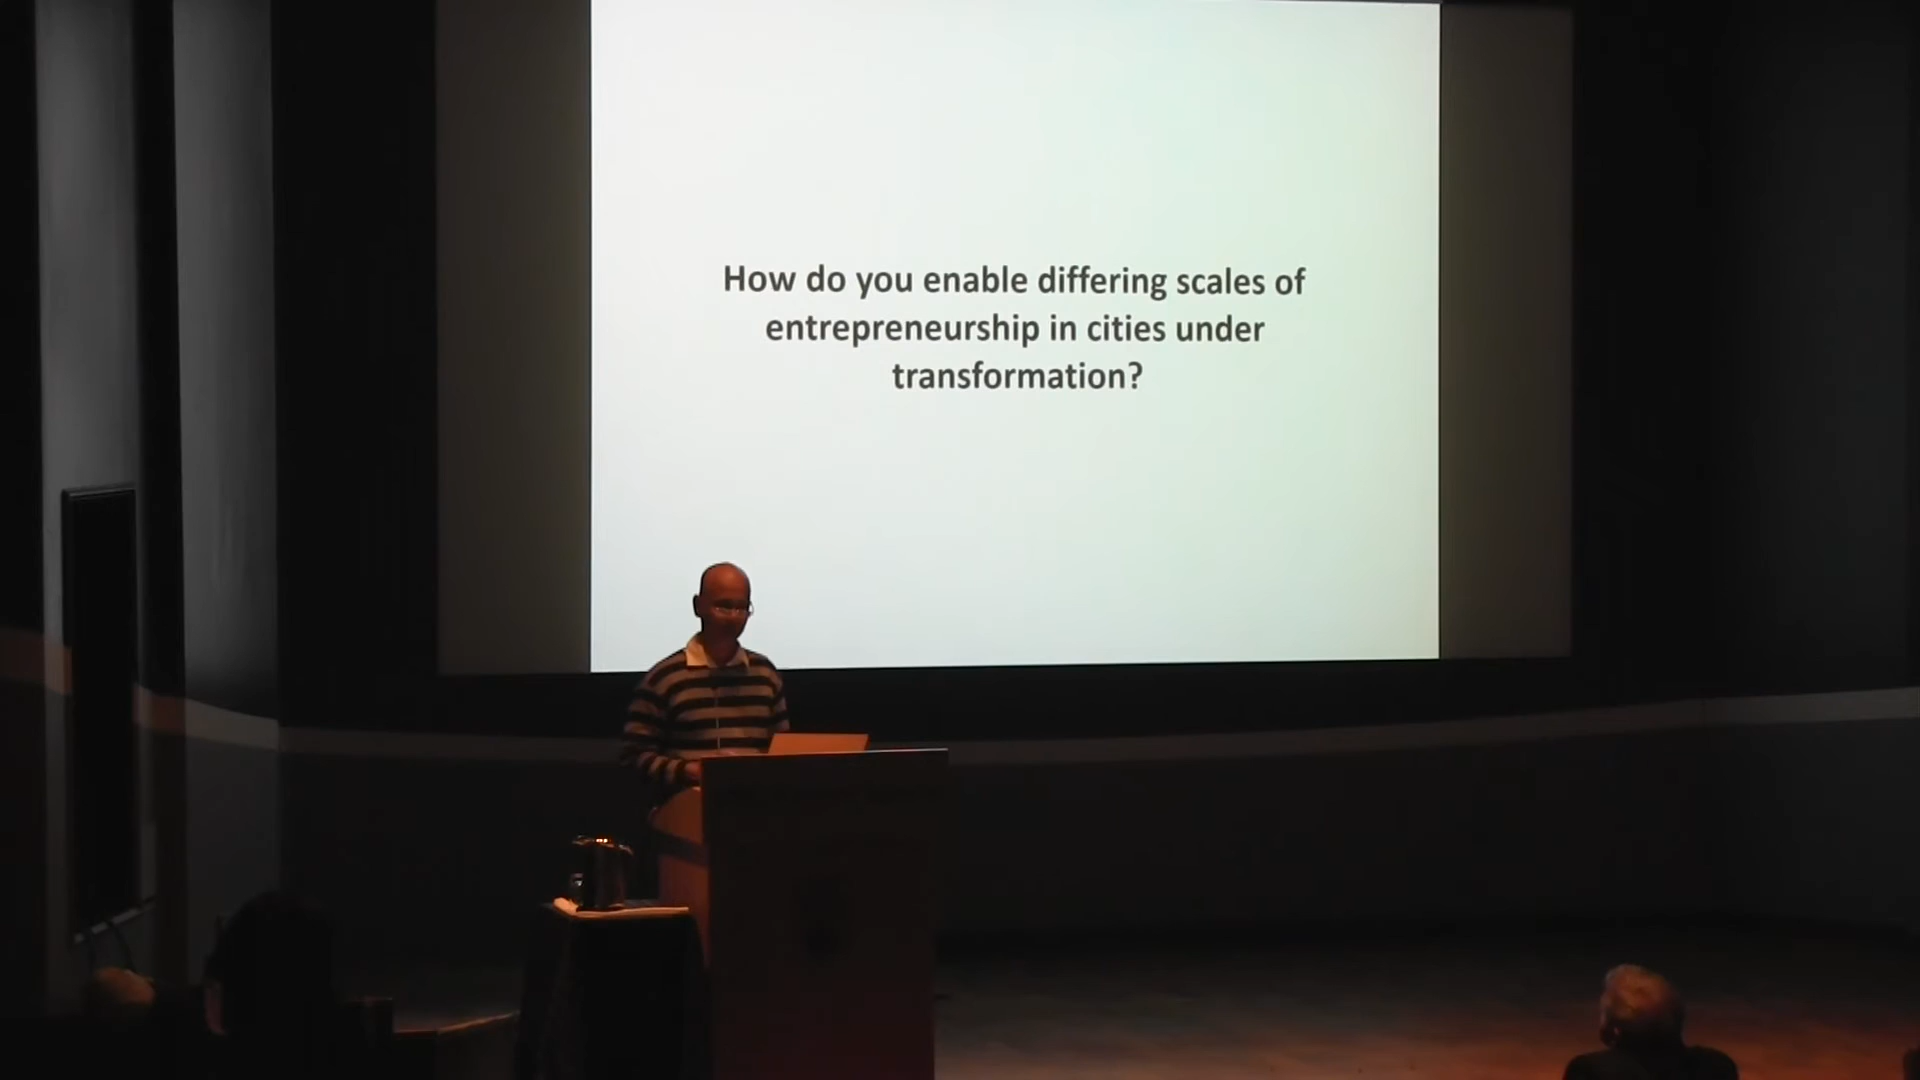 How do you enable differing scales of
entrepreneurship in cities under
transformation?